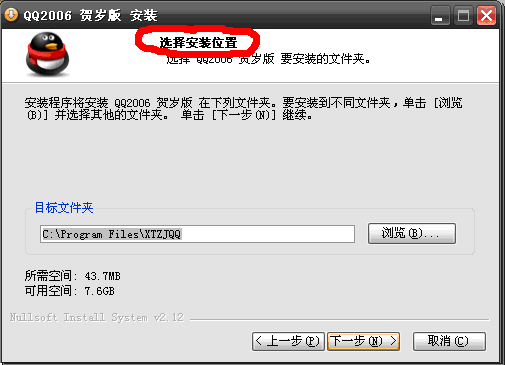 QQ2006 贺岁版 安装
选择安装位置
选择 QQ2006 贺岁版 要安装的文件夹。
安装程序将安装 QQ2006 贺岁版 在下列文件夹。要安装到不同文件夹，单击 [浏览
(B)] 并选择其他的文件夹。 单击 [下一步(N)] 继续。
目标文件夹
C:\Program Files\XTZJQQ
浏览(B)...
所需空间: 43.7MB
可用空间: 7.6GB
Nullsoft Install System v2.12
< 上一步(P) 下一步(N) > 取消(C)